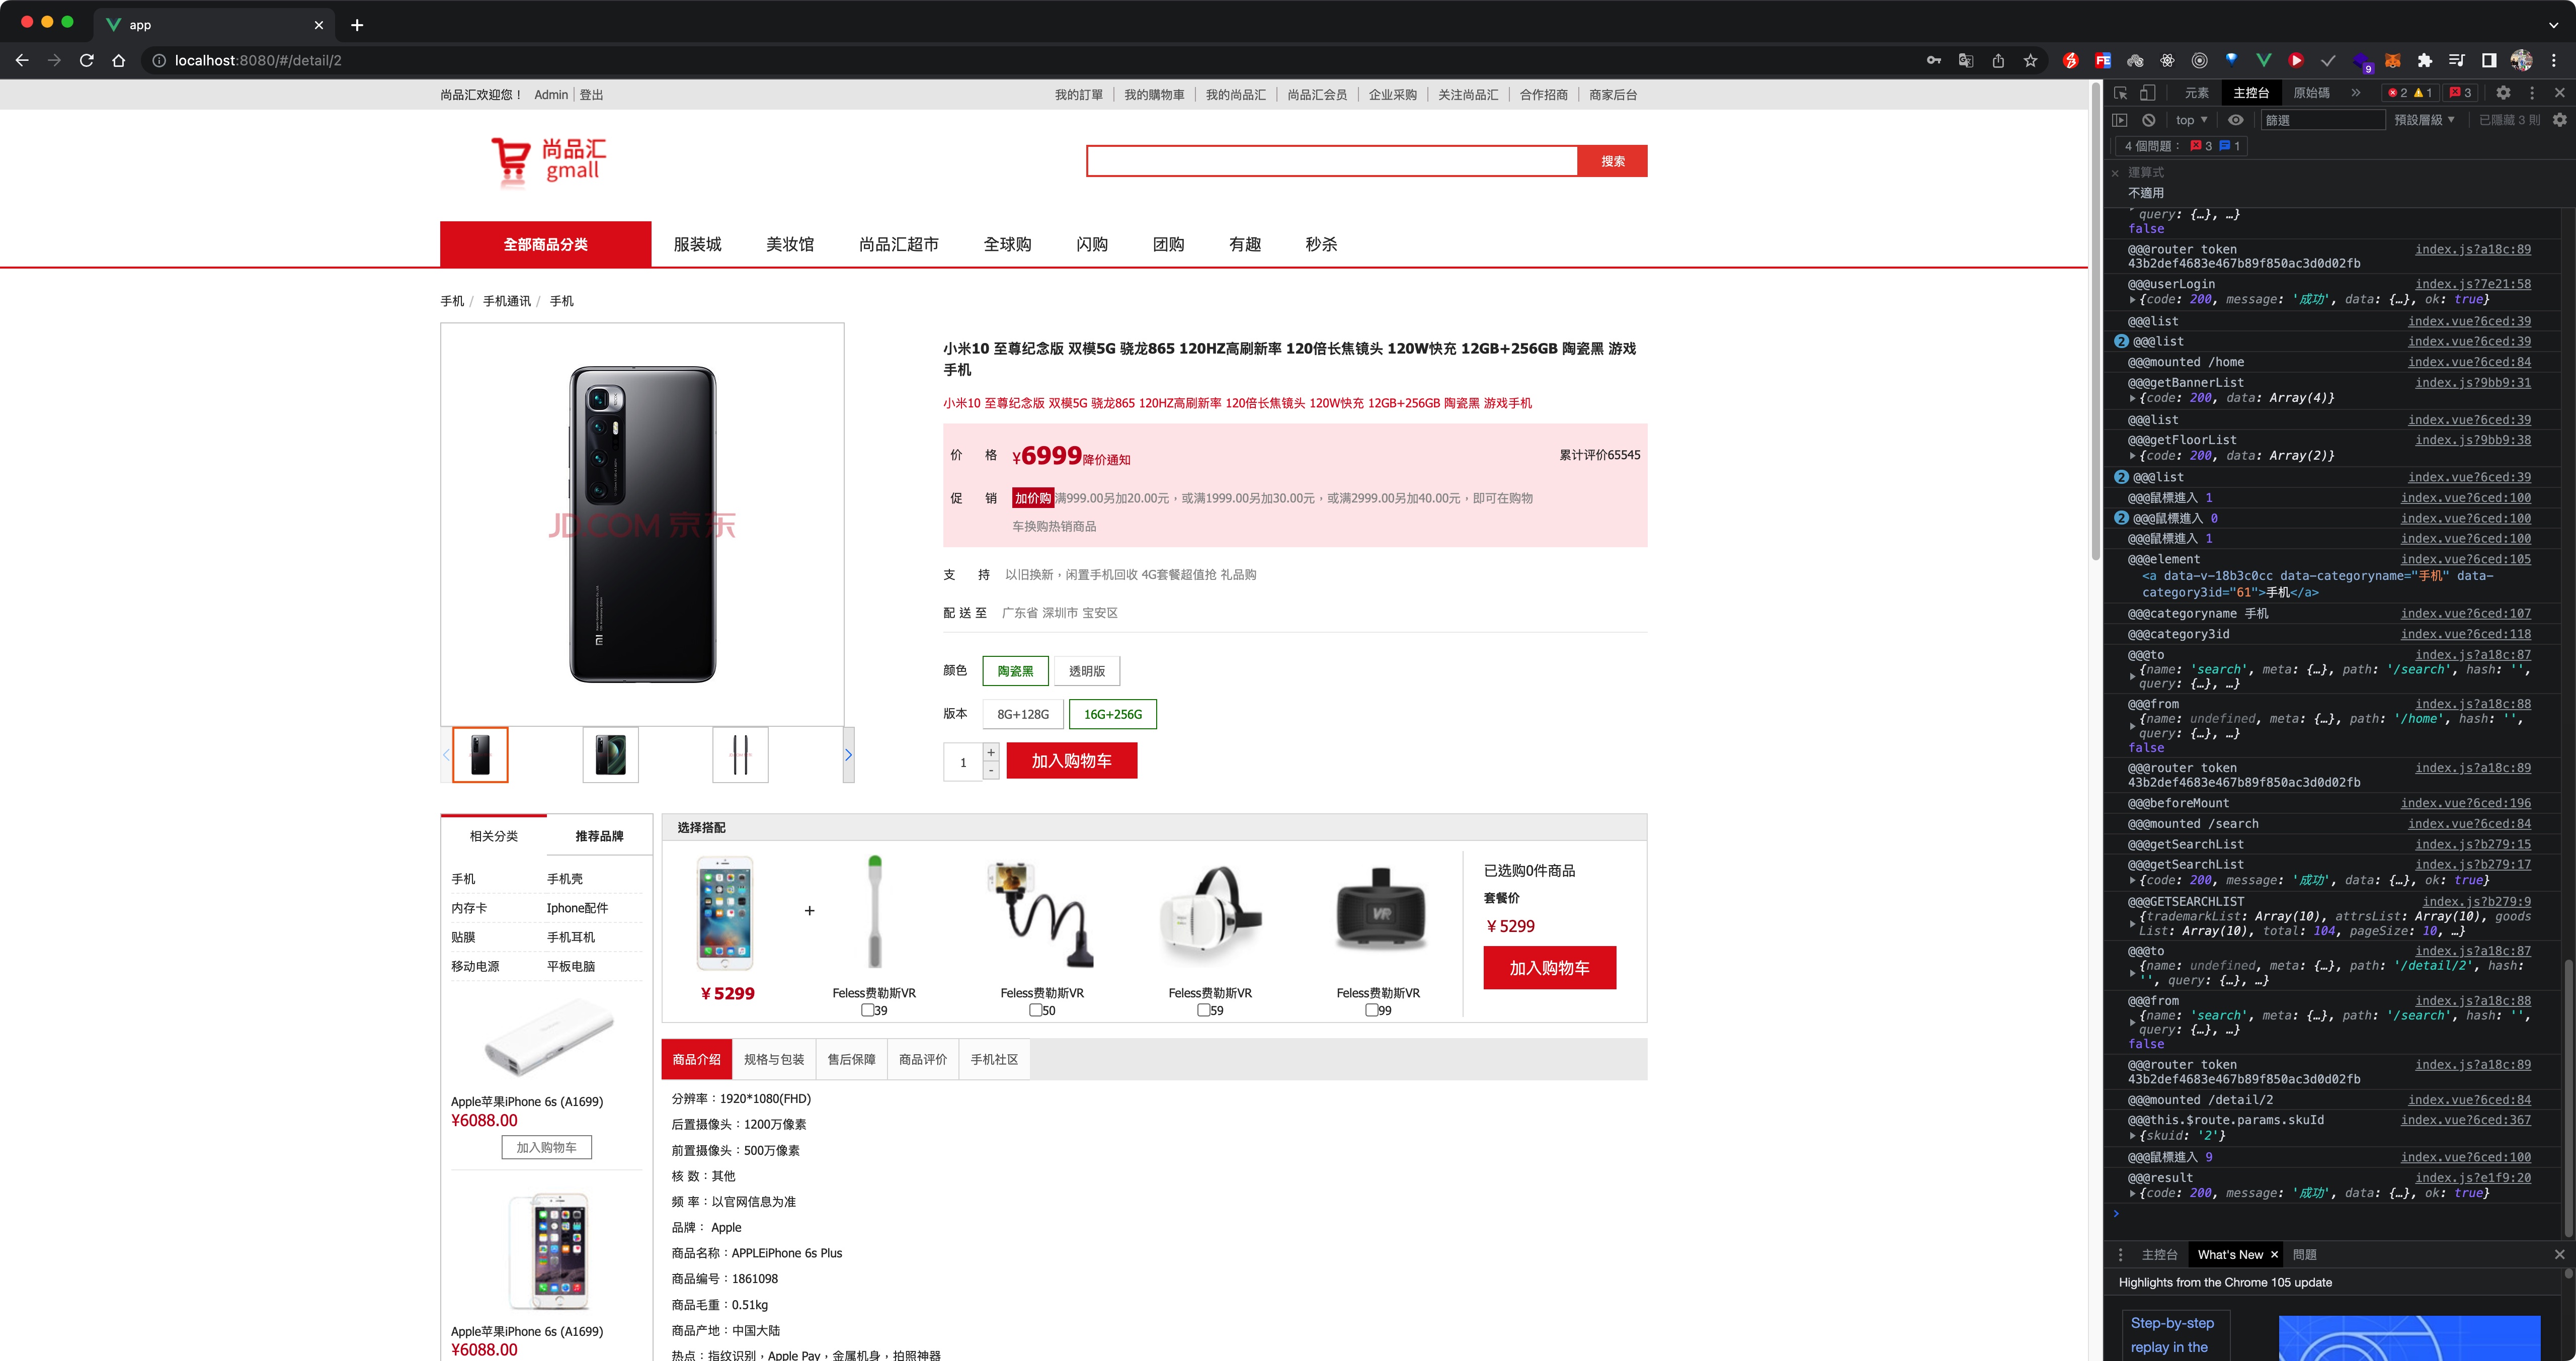 app
localhost:8080/#/detail/2
尚品汇欢迎您！ Admin 登出
我的訂單 我的購物車 我的尚品汇 尚品汇会员 企业采购 关注尚品汇 合作招商 商家后台
尚品汇
gmall
搜索
全部商品分类 服装城 美妆馆 尚品汇超市 全球购 闪购 团购 有趣 秒杀
手机 / 手机通讯 / 手机
小米10 至尊纪念版 双模5G 骁龙865 120HZ高刷新率 120倍长焦镜头 120W快充 12GB+256GB 陶瓷黑 游戏
手机
小米10 至尊纪念版 双模5G 骁龙865 120HZ高刷新率 120倍长焦镜头 120W快充 12GB+256GB 陶瓷黑 游戏手机
价 格 ¥6999降价通知 累计评价65545
促 销 加价购满999.00另加20.00元，或满1999.00另加30.00元，或满2999.00另加40.00元，即可在购物
车换购热销商品
JD.COM 京东
支 持 以旧换新，闲置手机回收 4G套餐超值抢 礼品购
配 送 至 广东省 深圳市 宝安区
颜色 陶瓷黑 透明版
版本 8G+128G 16G+256G
1 + - 加入购物车
相关分类 推荐品牌
手机 手机壳
内存卡 Iphone配件
贴膜 手机耳机
移动电源 平板电脑
Apple苹果iPhone 6s (A1699)
¥6088.00
加入购物车
Apple苹果iPhone 6s (A1699)
¥6088.00
选择搭配
+
VR
￥5299
Feless费勒斯VR
39
Feless费勒斯VR
50
Feless费勒斯VR
59
Feless费勒斯VR
99
已选购0件商品
套餐价
￥5299
加入购物车
商品介绍 规格与包装 售后保障 商品评价 手机社区
分辨率：1920*1080(FHD)
后置摄像头：1200万像素
前置摄像头：500万像素
核 数：其他
频 率：以官网信息为准
品牌： Apple
商品名称：APPLEiPhone 6s Plus
商品编号：1861098
商品毛重：0.51kg
商品产地：中国大陆
热点：指纹识别，Apple Pay，金属机身，拍照神器
元素 主控台 原始碼 » 2 1 3
top 篩選 預設層級 已隱藏 3 則
4 個問題： 3 1
運算式
不適用
query: {…}, …}
false
@@@router token index.js?a18c:89
43b2def4683e467b89f850ac3d0d02fb
@@@userLogin index.js?7e21:58
{code: 200, message: '成功', data: {…}, ok: true}
@@@list index.vue?6ced:39
2 @@@list index.vue?6ced:39
@@@mounted /home index.vue?6ced:84
@@@getBannerList index.js?9bb9:31
{code: 200, data: Array(4)}
@@@list index.vue?6ced:39
@@@getFloorList index.js?9bb9:38
{code: 200, data: Array(2)}
2 @@@list index.vue?6ced:39
@@@鼠標進入 1 index.vue?6ced:100
2 @@@鼠標進入 0 index.vue?6ced:100
@@@鼠標進入 1 index.vue?6ced:100
@@@element index.vue?6ced:105
<a data-v-18b3c0cc data-categoryname="手机" data-
category3id="61">手机</a>
@@@categoryname 手机 index.vue?6ced:107
@@@category3id index.vue?6ced:118
@@@to index.js?a18c:87
{name: 'search', meta: {…}, path: '/search', hash: '',
query: {…}, …}
@@@from index.js?a18c:88
{name: undefined, meta: {…}, path: '/home', hash: '',
query: {…}, …}
false
@@@router token index.js?a18c:89
43b2def4683e467b89f850ac3d0d02fb
@@@beforeMount index.vue?6ced:196
@@@mounted /search index.vue?6ced:84
@@@getSearchList index.js?b279:15
@@@getSearchList index.js?b279:17
{code: 200, message: '成功', data: {…}, ok: true}
@@@GETSEARCHLIST index.js?b279:9
{trademarkList: Array(10), attrsList: Array(10), goods
List: Array(10), total: 104, pageSize: 10, …}
@@@to index.js?a18c:87
{name: undefined, meta: {…}, path: '/detail/2', hash:
'', query: {…}, …}
@@@from index.js?a18c:88
{name: 'search', meta: {…}, path: '/search', hash: '',
query: {…}, …}
false
@@@router token index.js?a18c:89
43b2def4683e467b89f850ac3d0d02fb
@@@mounted /detail/2 index.vue?6ced:84
@@@this.$route.params.skuId index.vue?6ced:367
{skuid: '2'}
@@@鼠標進入 9 index.vue?6ced:100
@@@result index.js?e1f9:20
{code: 200, message: '成功', data: {…}, ok: true}
主控台 What's New 問題
Highlights from the Chrome 105 update
Step-by-step
replay in the